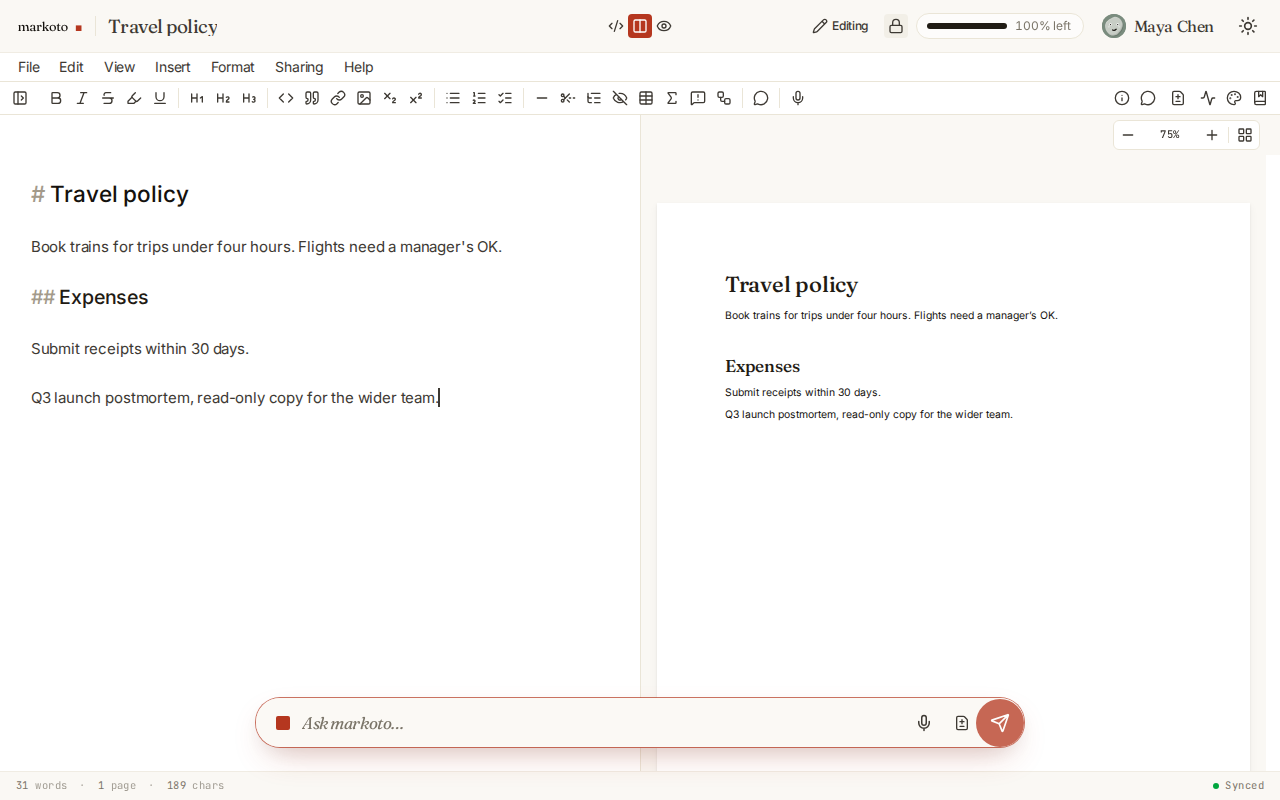 markoto Travel policy Editing 100% left Maya Chen
File Edit View Insert Format Sharing Help
H1 H2 H3 X2 x2
75%
# Travel policy
Book trains for trips under four hours. Flights need a manager's OK.
## Expenses
Submit receipts within 30 days.
Q3 launch postmortem, read-only copy for the wider team.
Travel policy
Book trains for trips under four hours. Flights need a manager’s OK.
Expenses
Submit receipts within 30 days.
Q3 launch postmortem, read-only copy for the wider team.
Ask markoto...
31 words · 1 page · 189 chars Synced